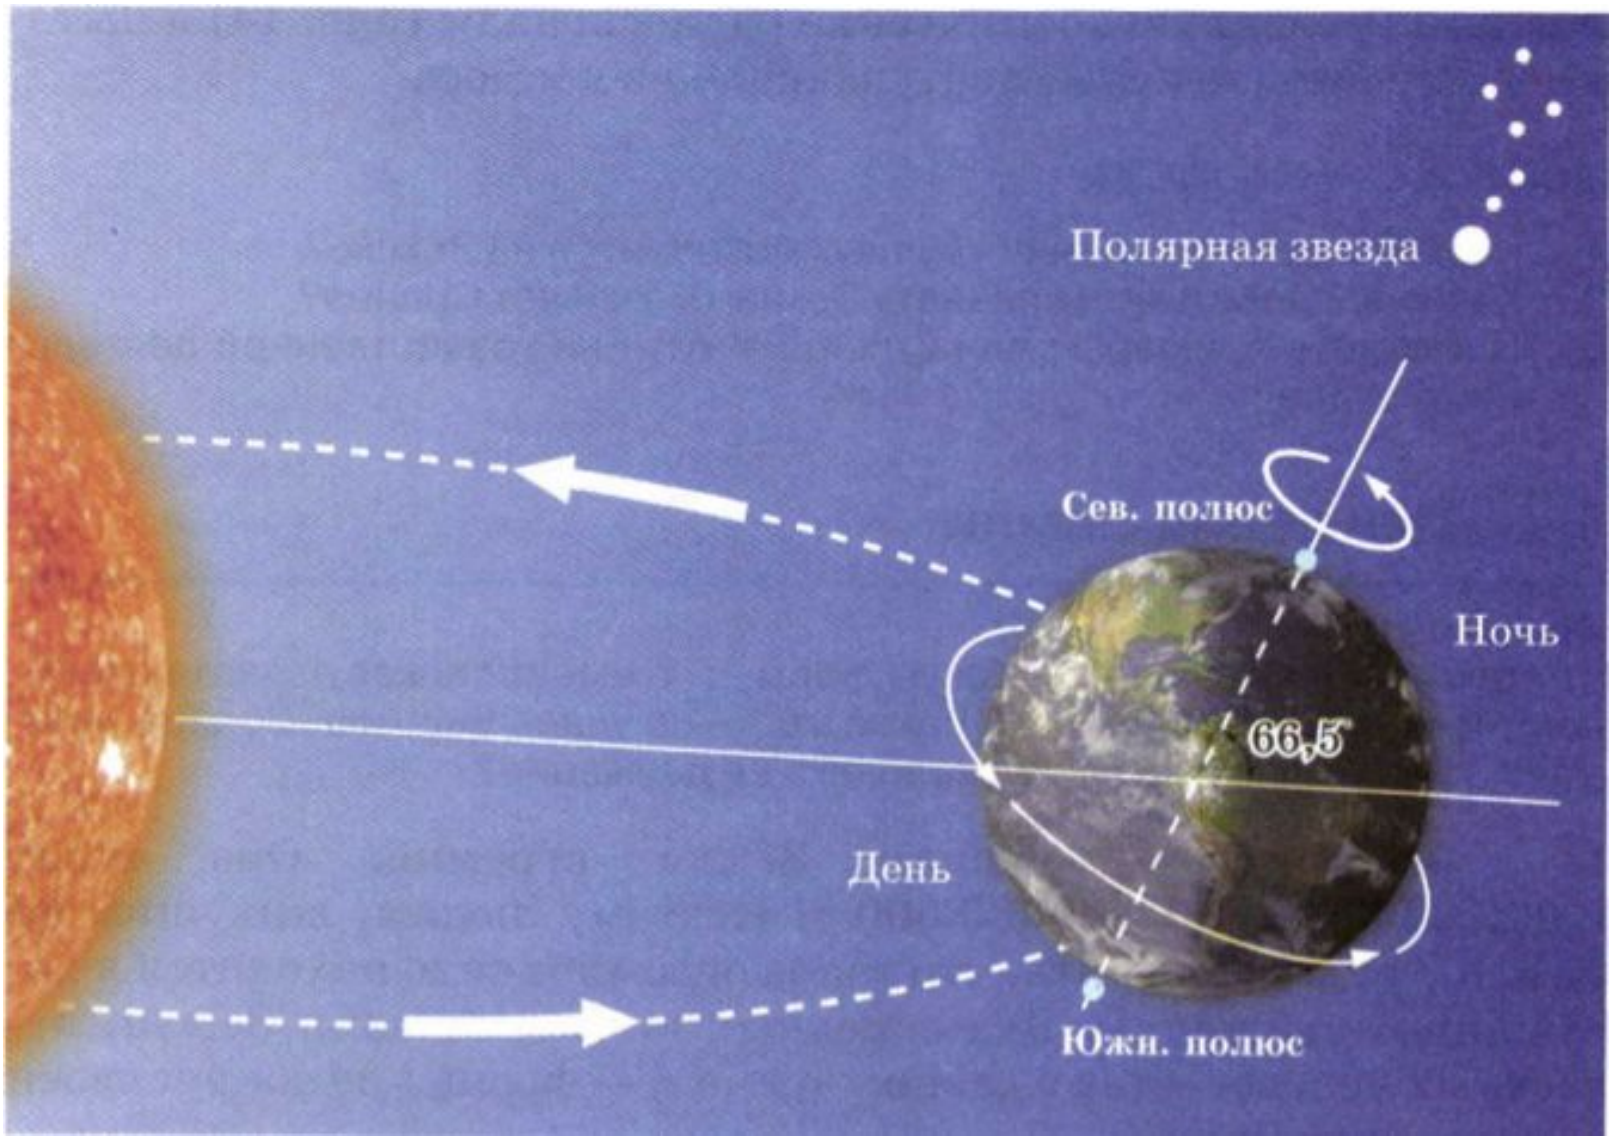 Полярная звезда
Сев. полюс
Ночь
66,5°
День
Южн. полюс